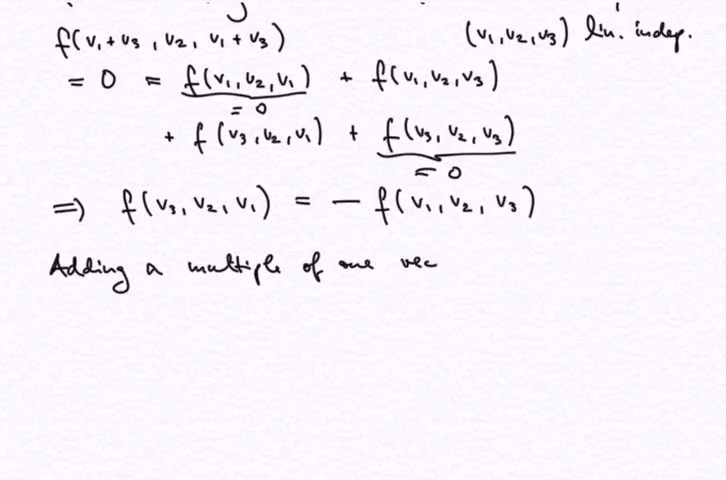 f(v₁+v₃, v₂, v₁+v₃) (v₁,v₂,v₃) lin. indep.
= 0 = f(v₁,v₂,v₁) + f(v₁,v₂,v₃)
= 0
+ f(v₃,v₂,v₁) + f(v₃,v₂,v₃)
= 0
⇒ f(v₃,v₂,v₁) = − f(v₁,v₂,v₃)
Adding a multiple of one vec